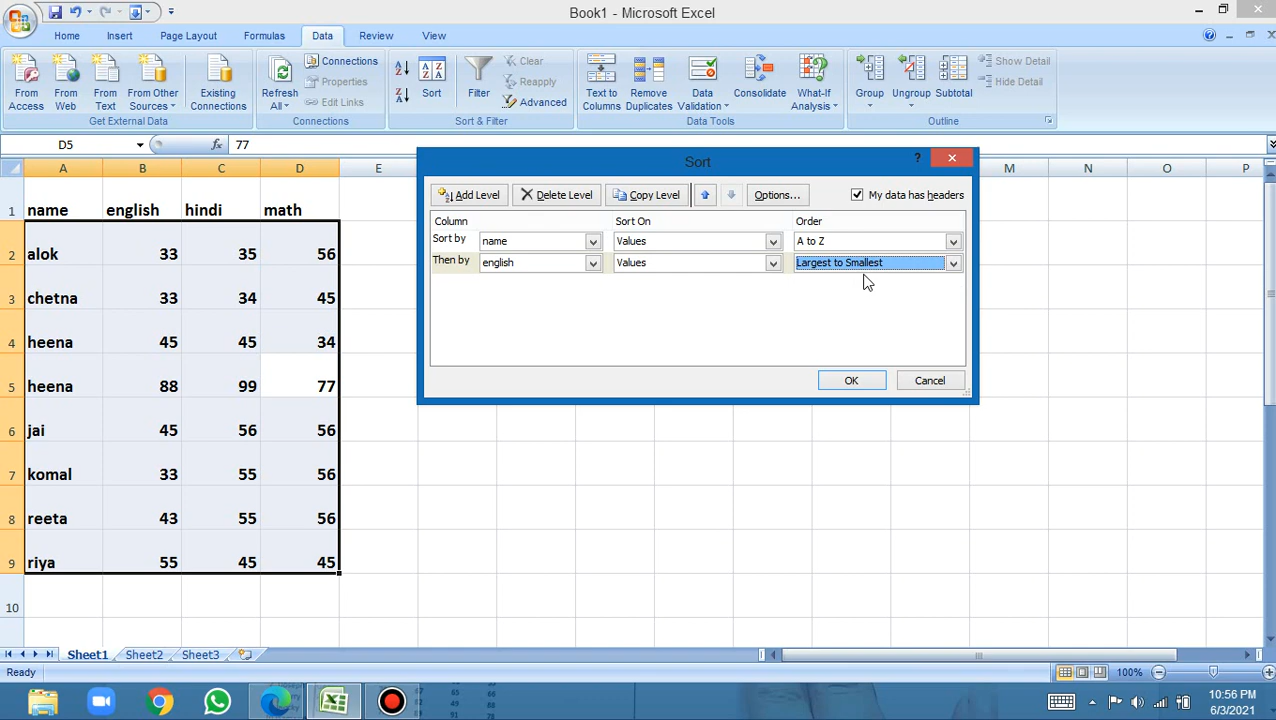 Book1 - Microsoft Excel
Home Insert Page Layout Formulas Data Review View
From Access
From Web
From Text
From Other Sources
Existing Connections
Get External Data
Refresh All
Connections
Properties
Edit Links
Connections
Sort
Filter
Clear
Reapply
Advanced
Sort & Filter
Text to Columns
Remove Duplicates
Data Validation
Consolidate
What-If Analysis
Data Tools
Group
Ungroup
Subtotal
Show Detail
Hide Detail
Outline
D5 fx 77
A B C D E M N O P
1 name english hindi math
2 alok 33 35 56
3 chetna 33 34 45
4 heena 45 45 34
5 heena 88 99 77
6 jai 45 56 56
7 komal 33 55 56
8 reeta 43 55 56
9 riya 55 45 45
10
Sort ?
Add Level Delete Level Copy Level Options... My data has headers
Column Sort On Order
Sort by name Values A to Z
Then by english Values Largest to Smallest
OK Cancel
Sheet1 Sheet2 Sheet3
Ready 100%
10:56 PM
6/3/2021